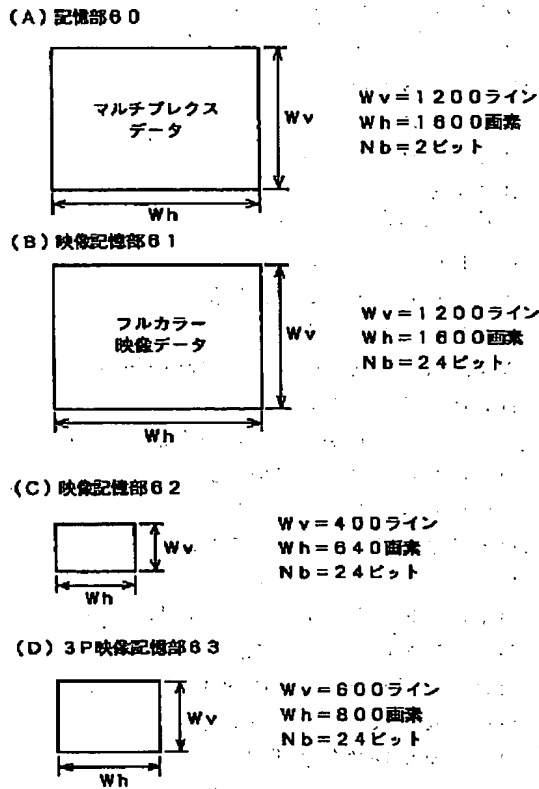 (A)記憶部60
マルチプレクス
データ
Wv
Wh
Wv=1200ライン
Wh=1600画素
Nb=2ビット
(B)映像記憶部61
フルカラー
映像データ
Wv
Wh
Wv=1200ライン
Wh=1600画素
Nb=24ビット
(C)映像記憶部62
Wv
Wh
Wv=400ライン
Wh=640画素
Nb=24ビット
(D)3P映像記憶部63
Wv
Wh
Wv=600ライン
Wh=800画素
Nb=24ビット